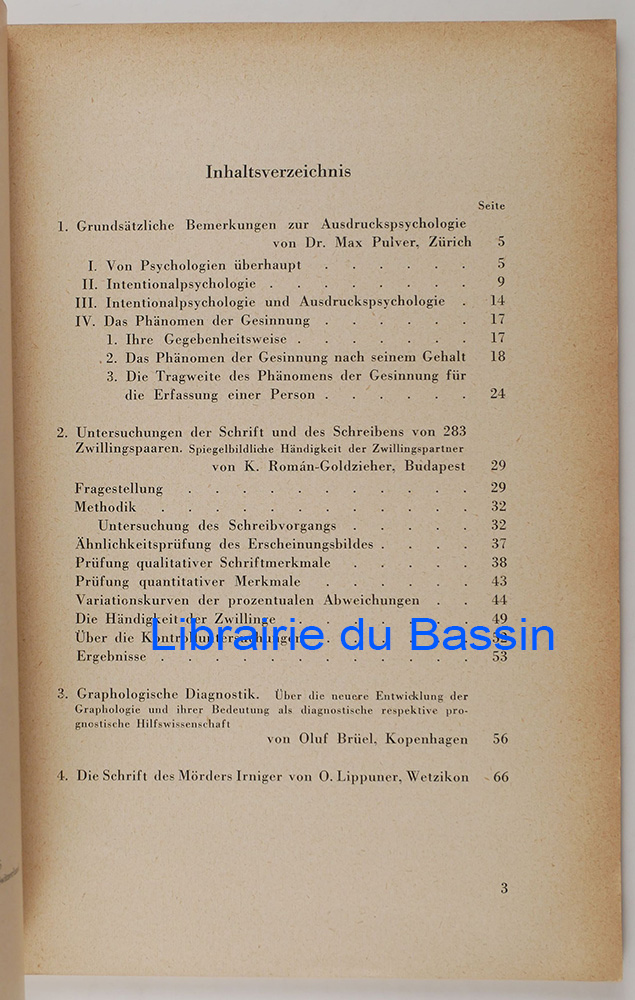 Inhaltsverzeichnis
Seite
1. Grundsätzliche Bemerkungen zur Ausdruckspsychologie
von Dr. Max Pulver, Zürich 5
I. Von Psychologien überhaupt . . . . . . 5
II. Intentionalpsychologie . . . . . . . . 9
III. Intentionalpsychologie und Ausdruckspsychologie . 14
IV. Das Phänomen der Gesinnung . . . . . . 17
1. Ihre Gegebenheitsweise . . . . . . . 17
2. Das Phänomen der Gesinnung nach seinem Gehalt 18
3. Die Tragweite des Phänomens der Gesinnung für
die Erfassung einer Person . . . . . . 24
2. Untersuchungen der Schrift und des Schreibens von 283
Zwillingspaaren. Spiegelbildliche Händigkeit der Zwillingspartner
von K. Román-Goldzieher, Budapest 29
Fragestellung . . . . . . . . . . . 29
Methodik . . . . . . . . . . . . 32
Untersuchung des Schreibvorgangs . . . . . 32
Ähnlichkeitsprüfung des Erscheinungsbildes . . . . 37
Prüfung qualitativer Schriftmerkmale . . . . . 38
Prüfung quantitativer Merkmale . . . . . . 43
Variationskurven der prozentualen Abweichungen . . 44
Die Händigkeit der Zwillinge . . . . . . . 49
Über die Kontrolluntersuchungen . . . . . .
Librairie du Bassin
Ergebnisse . . . . . . . . . . . . 53
3. Graphologische Diagnostik. Über die neuere Entwicklung der
Graphologie und ihrer Bedeutung als diagnostische respektive pro-
gnostische Hilfswissenschaft
von Oluf Brüel, Kopenhagen 56
4. Die Schrift des Mörders Irniger von O. Lippuner, Wetzikon 66
3